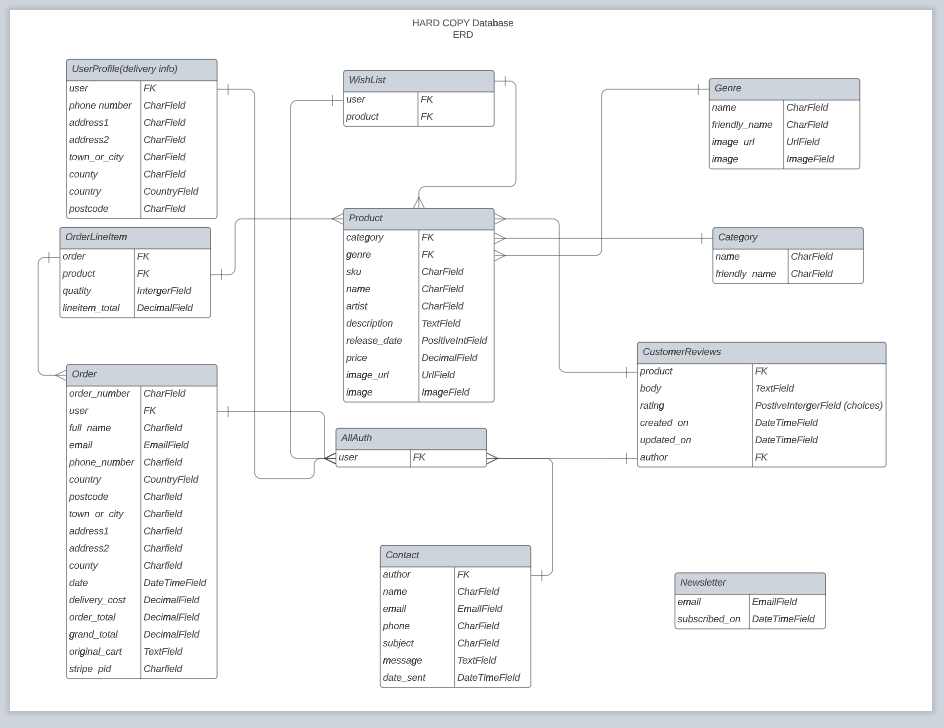 HARD COPY Database
ERD
UserProfile(delivery info)
user FK
phone number CharField
address1 CharField
address2 CharField
town_or_city CharField
county CharField
country CountryField
postcode CharField
WishList
user FK
product FK
Genre
name CharField
friendly_name CharField
image_url UrlField
image ImageField
OrderLineItem
order FK
product FK
quatity IntergerField
lineitem_total DecimalField
Product
category FK
genre FK
sku CharField
name CharField
artist CharField
description TextField
release_date PositiveIntField
price DecimalField
image_url UrlField
image ImageField
Category
name CharField
friendly_name CharField
CustomerReviews
product FK
body TextField
rating PostiveIntergerField (choices)
created_on DateTimeField
updated_on DateTimeField
author FK
Order
order_number CharField
user FK
full_name Charfield
email EmailField
phone_number Charfield
country CountryField
postcode Charfield
town_or_city Charfield
address1 Charfield
address2 Charfield
county Charfield
date DateTimeField
delivery_cost DecimalField
order_total DecimalField
grand_total DecimalField
original_cart TextField
stripe_pid Charfield
AllAuth
user FK
Contact
author FK
name CharField
email EmailField
phone CharField
subject CharField
message TextField
date_sent DateTimeField
Newsletter
email EmailField
subscribed_on DateTimeField